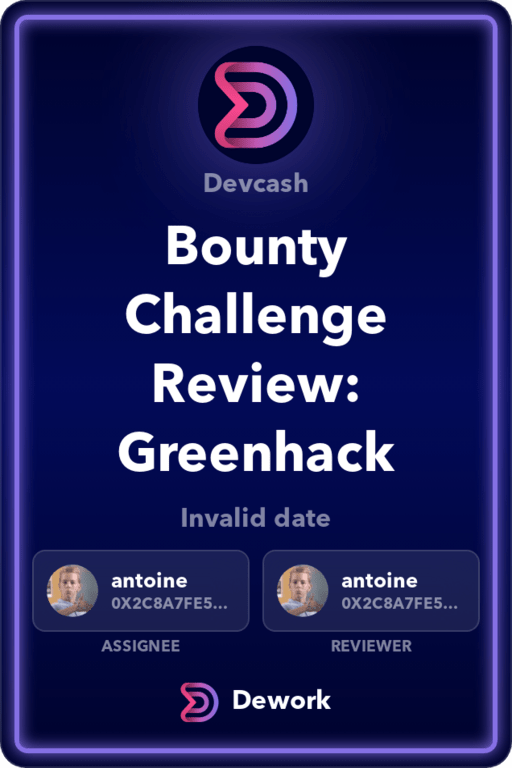 Devcash
Bounty
Challenge
Review:
Greenhack
Invalid date
antoine
0X2C8A7FE5...
ASSIGNEE
antoine
0X2C8A7FE5...
REVIEWER
Dework